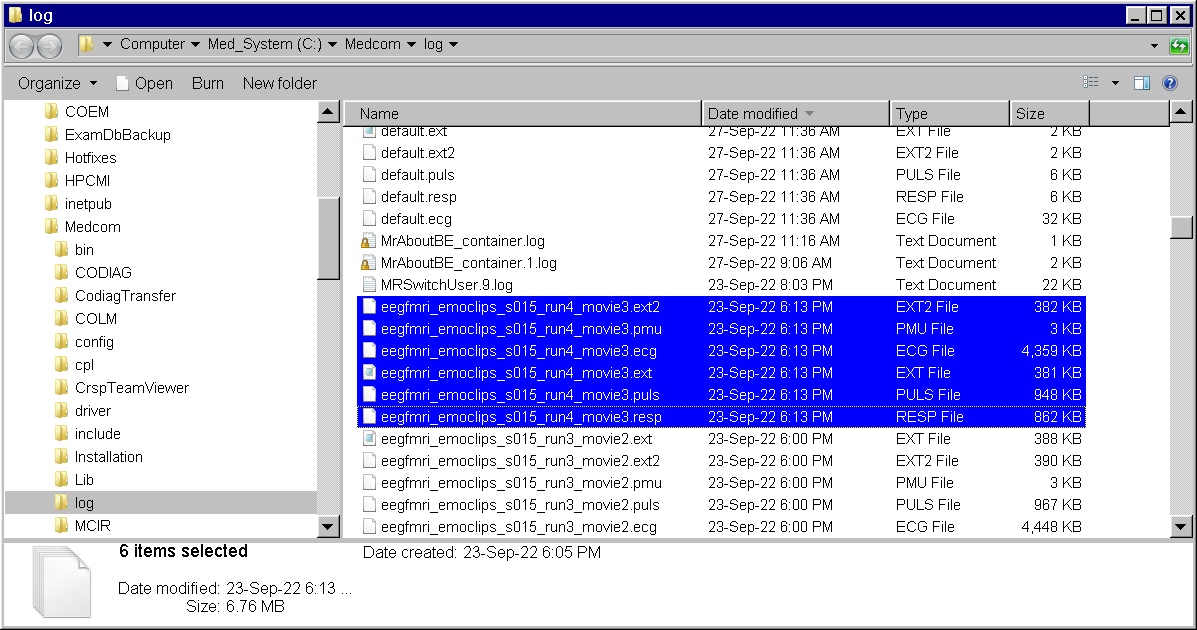 log
Computer Med_System (C:) Medcom log
Organize Open Burn New folder
COEM
ExamDbBackup
Hotfixes
HPCMI
inetpub
Medcom
bin
CODIAG
CodiagTransfer
COLM
config
cpl
CrspTeamViewer
driver
include
Installation
Lib
log
MCIR
Name Date modified Type Size
default.ext 27-Sep-22 11:36 AM EXT File 2 KB
default.ext2 27-Sep-22 11:36 AM EXT2 File 2 KB
default.puls 27-Sep-22 11:36 AM PULS File 6 KB
default.resp 27-Sep-22 11:36 AM RESP File 6 KB
default.ecg 27-Sep-22 11:36 AM ECG File 32 KB
MrAboutBE_container.log 27-Sep-22 11:16 AM Text Document 1 KB
MrAboutBE_container.1.log 27-Sep-22 9:06 AM Text Document 2 KB
MRSwitchUser.9.log 23-Sep-22 8:03 PM Text Document 22 KB
eegfmri_emoclips_s015_run4_movie3.ext2 23-Sep-22 6:13 PM EXT2 File 382 KB
eegfmri_emoclips_s015_run4_movie3.pmu 23-Sep-22 6:13 PM PMU File 3 KB
eegfmri_emoclips_s015_run4_movie3.ecg 23-Sep-22 6:13 PM ECG File 4,359 KB
eegfmri_emoclips_s015_run4_movie3.ext 23-Sep-22 6:13 PM EXT File 381 KB
eegfmri_emoclips_s015_run4_movie3.puls 23-Sep-22 6:13 PM PULS File 948 KB
eegfmri_emoclips_s015_run4_movie3.resp 23-Sep-22 6:13 PM RESP File 862 KB
eegfmri_emoclips_s015_run3_movie2.ext 23-Sep-22 6:00 PM EXT File 388 KB
eegfmri_emoclips_s015_run3_movie2.ext2 23-Sep-22 6:00 PM EXT2 File 390 KB
eegfmri_emoclips_s015_run3_movie2.pmu 23-Sep-22 6:00 PM PMU File 3 KB
eegfmri_emoclips_s015_run3_movie2.puls 23-Sep-22 6:00 PM PULS File 967 KB
eegfmri_emoclips_s015_run3_movie2.ecg 23-Sep-22 6:00 PM ECG File 4,448 KB
6 items selected Date created: 23-Sep-22 6:05 PM
Date modified: 23-Sep-22 6:13 ...
Size: 6.76 MB